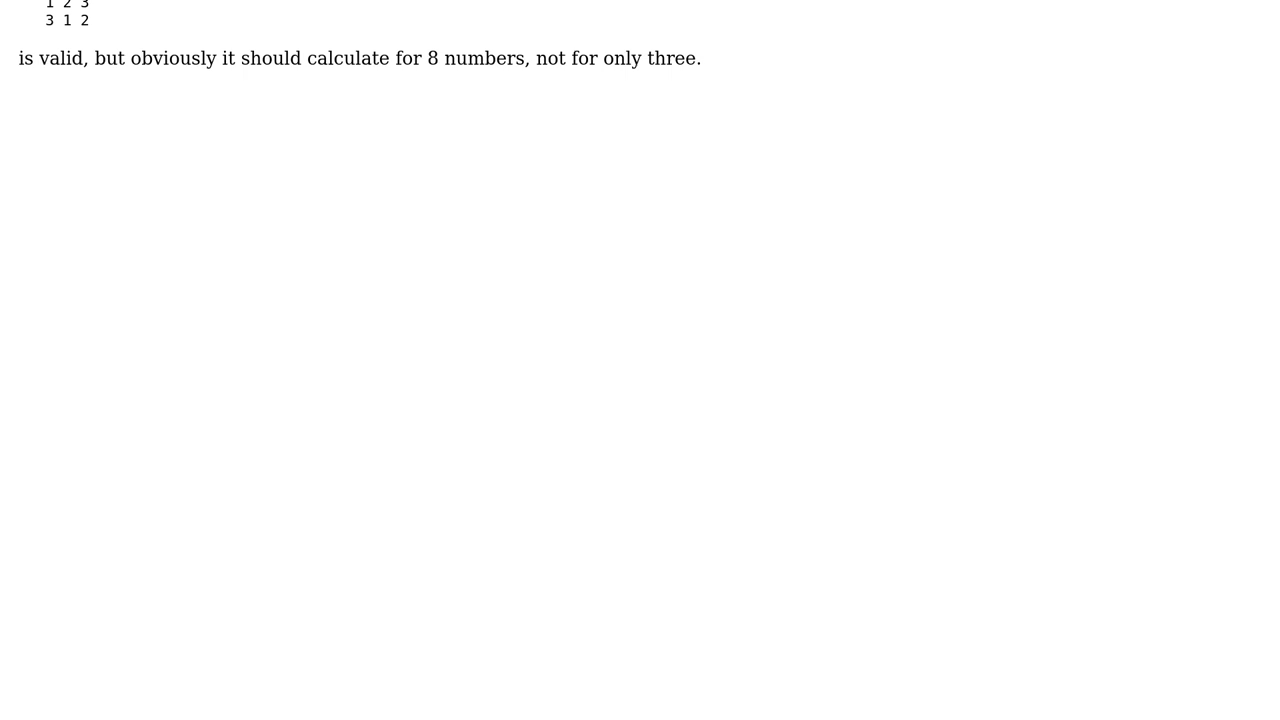 1 2 3
3 1 2
is valid, but obviously it should calculate for 8 numbers, not for only three.